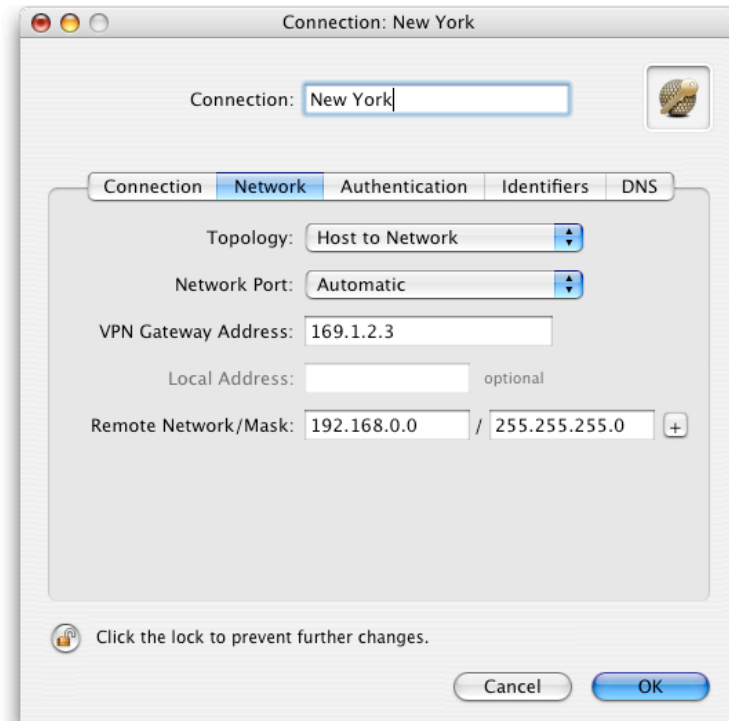 Connection: New York
Connection: New York
Connection Network Authentication Identifiers DNS
Topology: Host to Network
Network Port: Automatic
VPN Gateway Address: 169.1.2.3
Local Address: optional
Remote Network/Mask: 192.168.0.0 / 255.255.255.0 +
Click the lock to prevent further changes.
Cancel OK